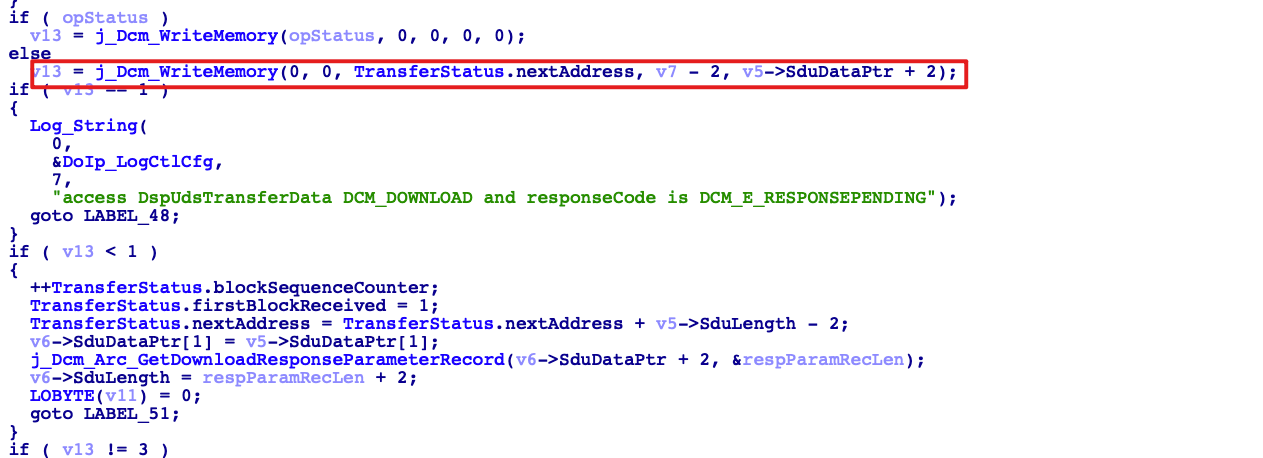 }
if ( opStatus )
v13 = j_Dcm_WriteMemory(opStatus, 0, 0, 0, 0);
else
v13 = j_Dcm_WriteMemory(0, 0, TransferStatus.nextAddress, v7 - 2, v5->SduDataPtr + 2);
if ( v13 == 1 )
{
Log_String(
0,
&DoIp_LogCtlCfg,
7,
"access DspUdsTransferData DCM_DOWNLOAD and responseCode is DCM_E_RESPONSEPENDING");
goto LABEL_48;
}
if ( v13 < 1 )
{
++TransferStatus.blockSequenceCounter;
TransferStatus.firstBlockReceived = 1;
TransferStatus.nextAddress = TransferStatus.nextAddress + v5->SduLength - 2;
v6->SduDataPtr[1] = v5->SduDataPtr[1];
j_Dcm_Arc_GetDownloadResponseParameterRecord(v6->SduDataPtr + 2, &respParamRecLen);
v6->SduLength = respParamRecLen + 2;
LOBYTE(v11) = 0;
goto LABEL_51;
}
if ( v13 != 3 )